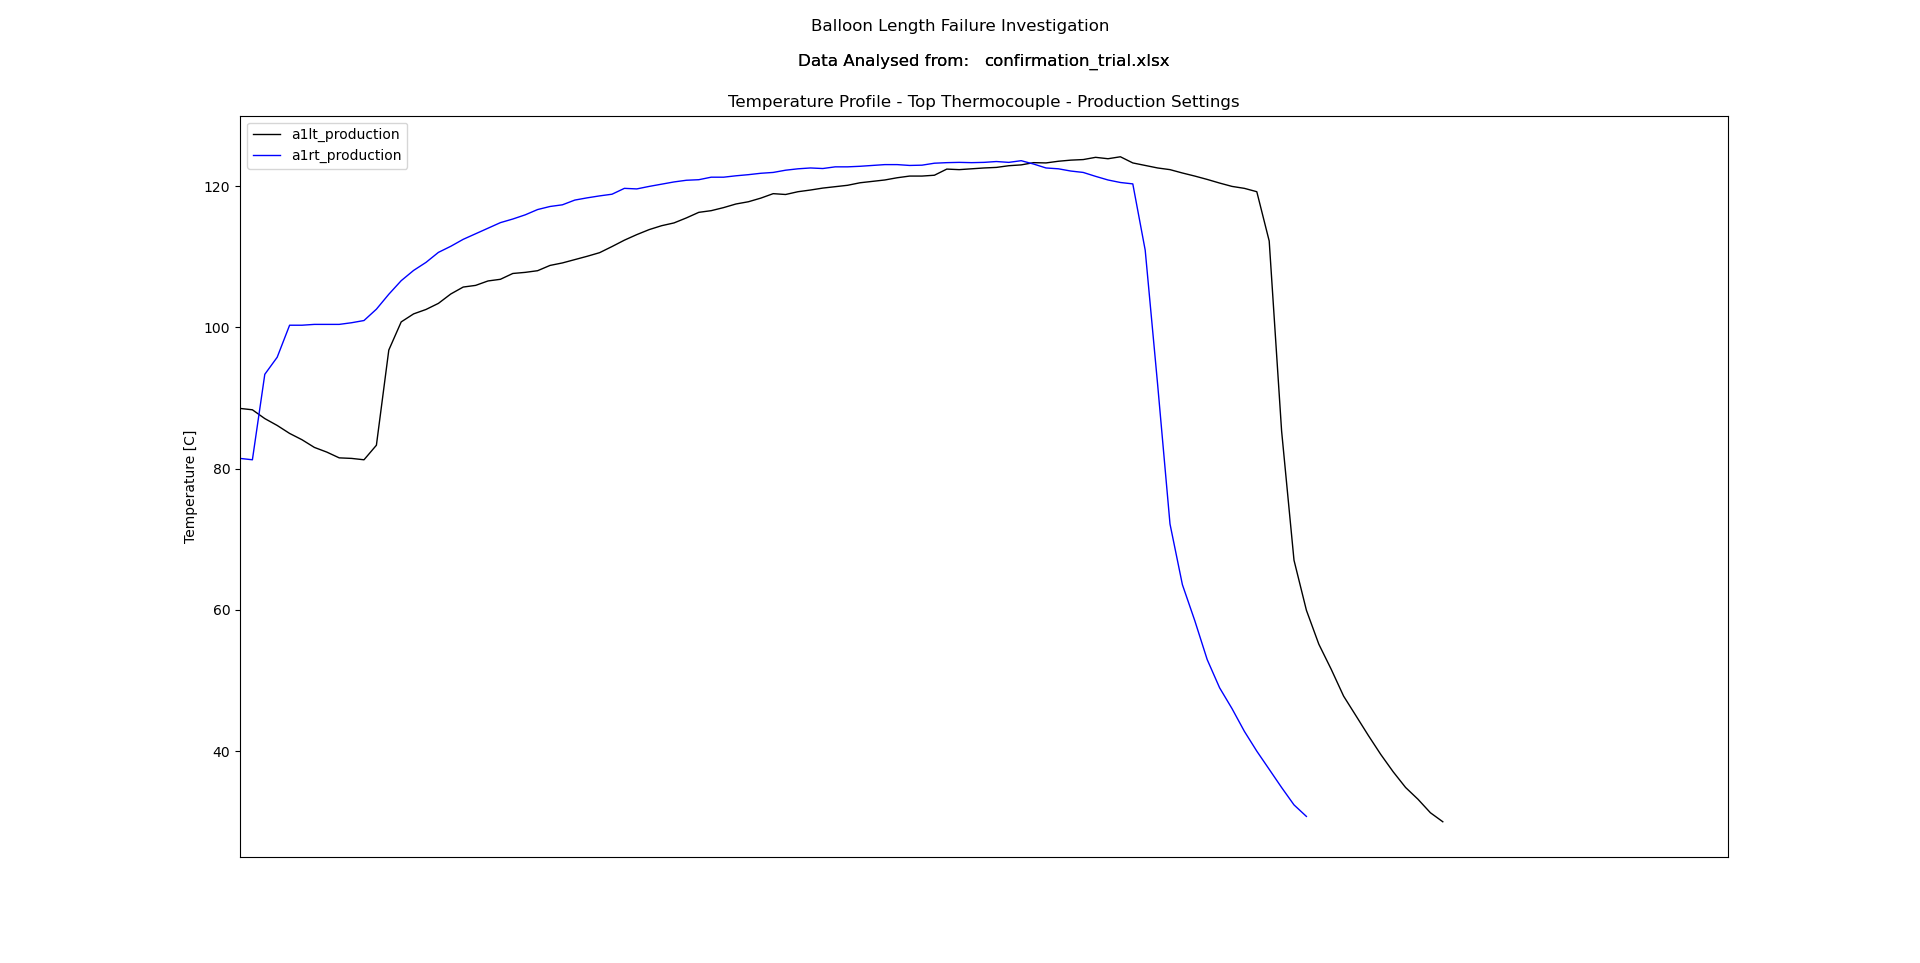 Balloon Length Failure Investigation
Data Analysed from:   confirmation_trial.xlsx
Temperature Profile - Top Thermocouple - Production Settings
a1lt_production
a1rt_production
120
100
80
60
40
Temperature [C]